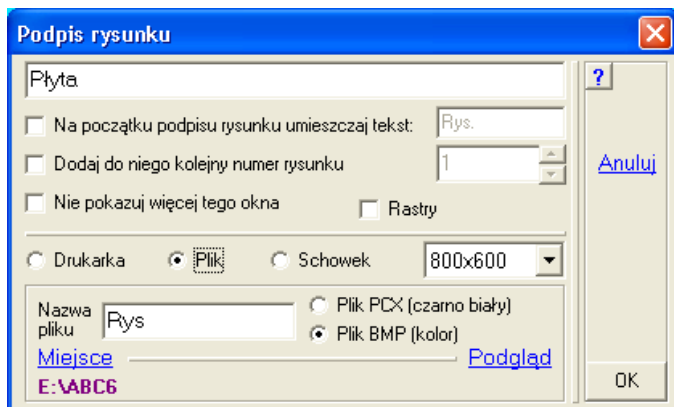 Podpis rysunku
Płyta
?
Na początku podpisu rysunku umieszczaj tekst: Rys.
Dodaj do niego kolejny numer rysunku 1
Anuluj
Nie pokazuj więcej tego okna Rastry
Drukarka Plik Schowek 800x600
Nazwa pliku Rys
Plik PCX (czarno biały)
Plik BMP (kolor)
Miejsce Podgląd
E:\ABC6
OK